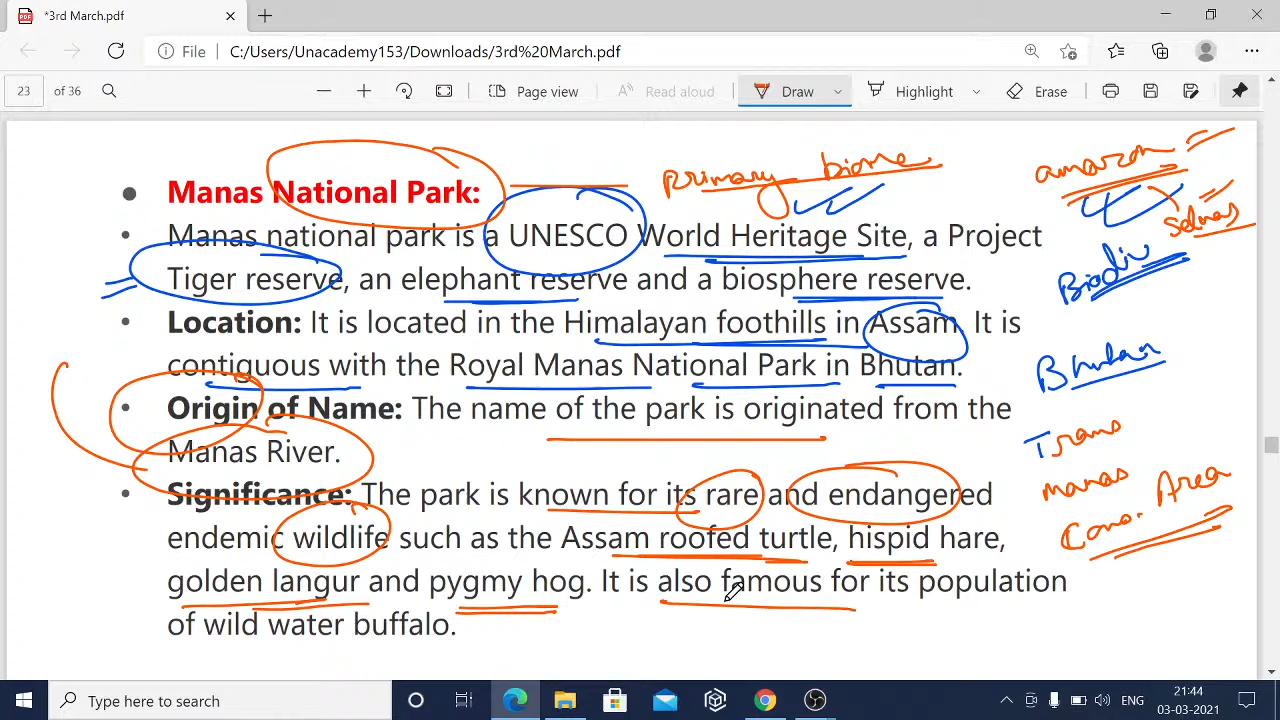 *3rd March.pdf
File
C:/Users/Unacademy153/Downloads/3rd%20March.pdf
23 of 36
Page view
Read aloud
Draw
Highlight
Erase
primary biome
amazon
selvas
Manas National Park:
Manas national park is a UNESCO World Heritage Site, a Project
Biodiv
Tiger reserve, an elephant reserve and a biosphere reserve.
Location: It is located in the Himalayan foothills in Assam. It is
Bhutan
contiguous with the Royal Manas National Park in Bhutan.
Origin of Name: The name of the park is originated from the
Trans
Manas River.
manas
Significance: The park is known for its rare and endangered
Cons. Area
endemic wildlife such as the Assam roofed turtle, hispid hare,
golden langur and pygmy hog. It is also famous for its population
of wild water buffalo.
Type here to search
ENG
21:44
03-03-2021